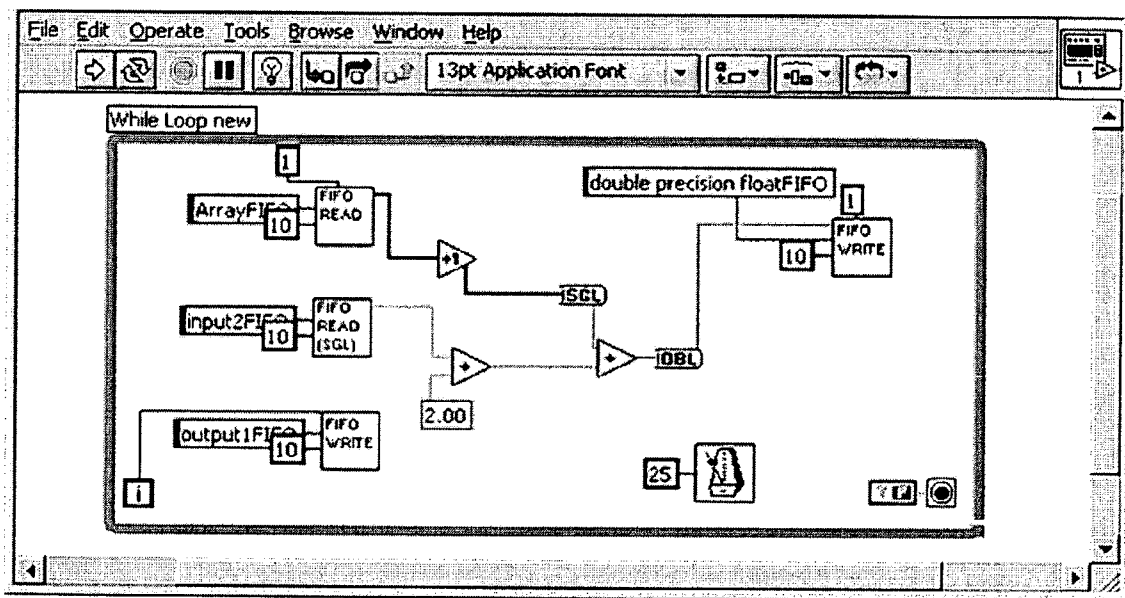 File Edit Operate Tools Browse Window Help
13pt Application Font
1
While Loop new
1
ArrayFIFO
10
FIFO
READ
+1
SGL
double precision floatFIFO
1
10
FIFO
WRITE
input2FIFO
10
FIFO
READ
(SGL)
+
2.00
+
DBL
output1FIFO
10
FIFO
WRITE
i
25
? F